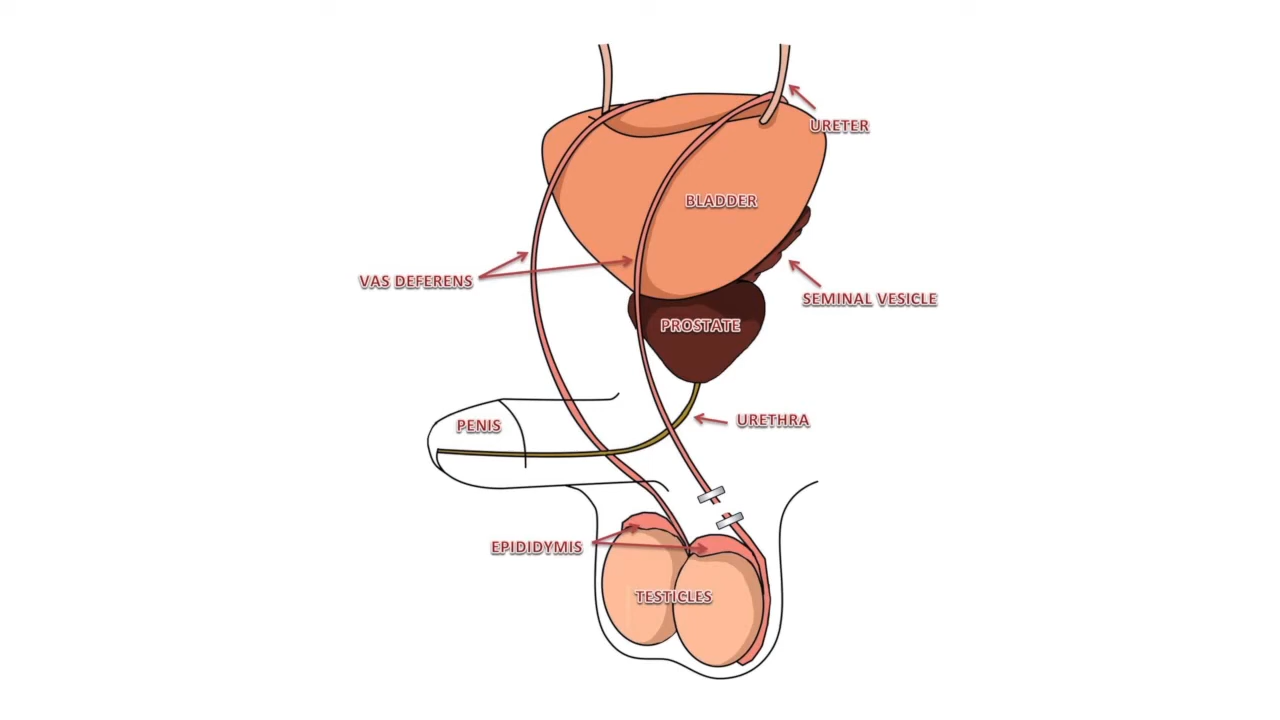 URETER
BLADDER
VAS DEFERENS
SEMINAL VESICLE
PROSTATE
PENIS
URETHRA
EPIDIDYMIS
TESTICLES